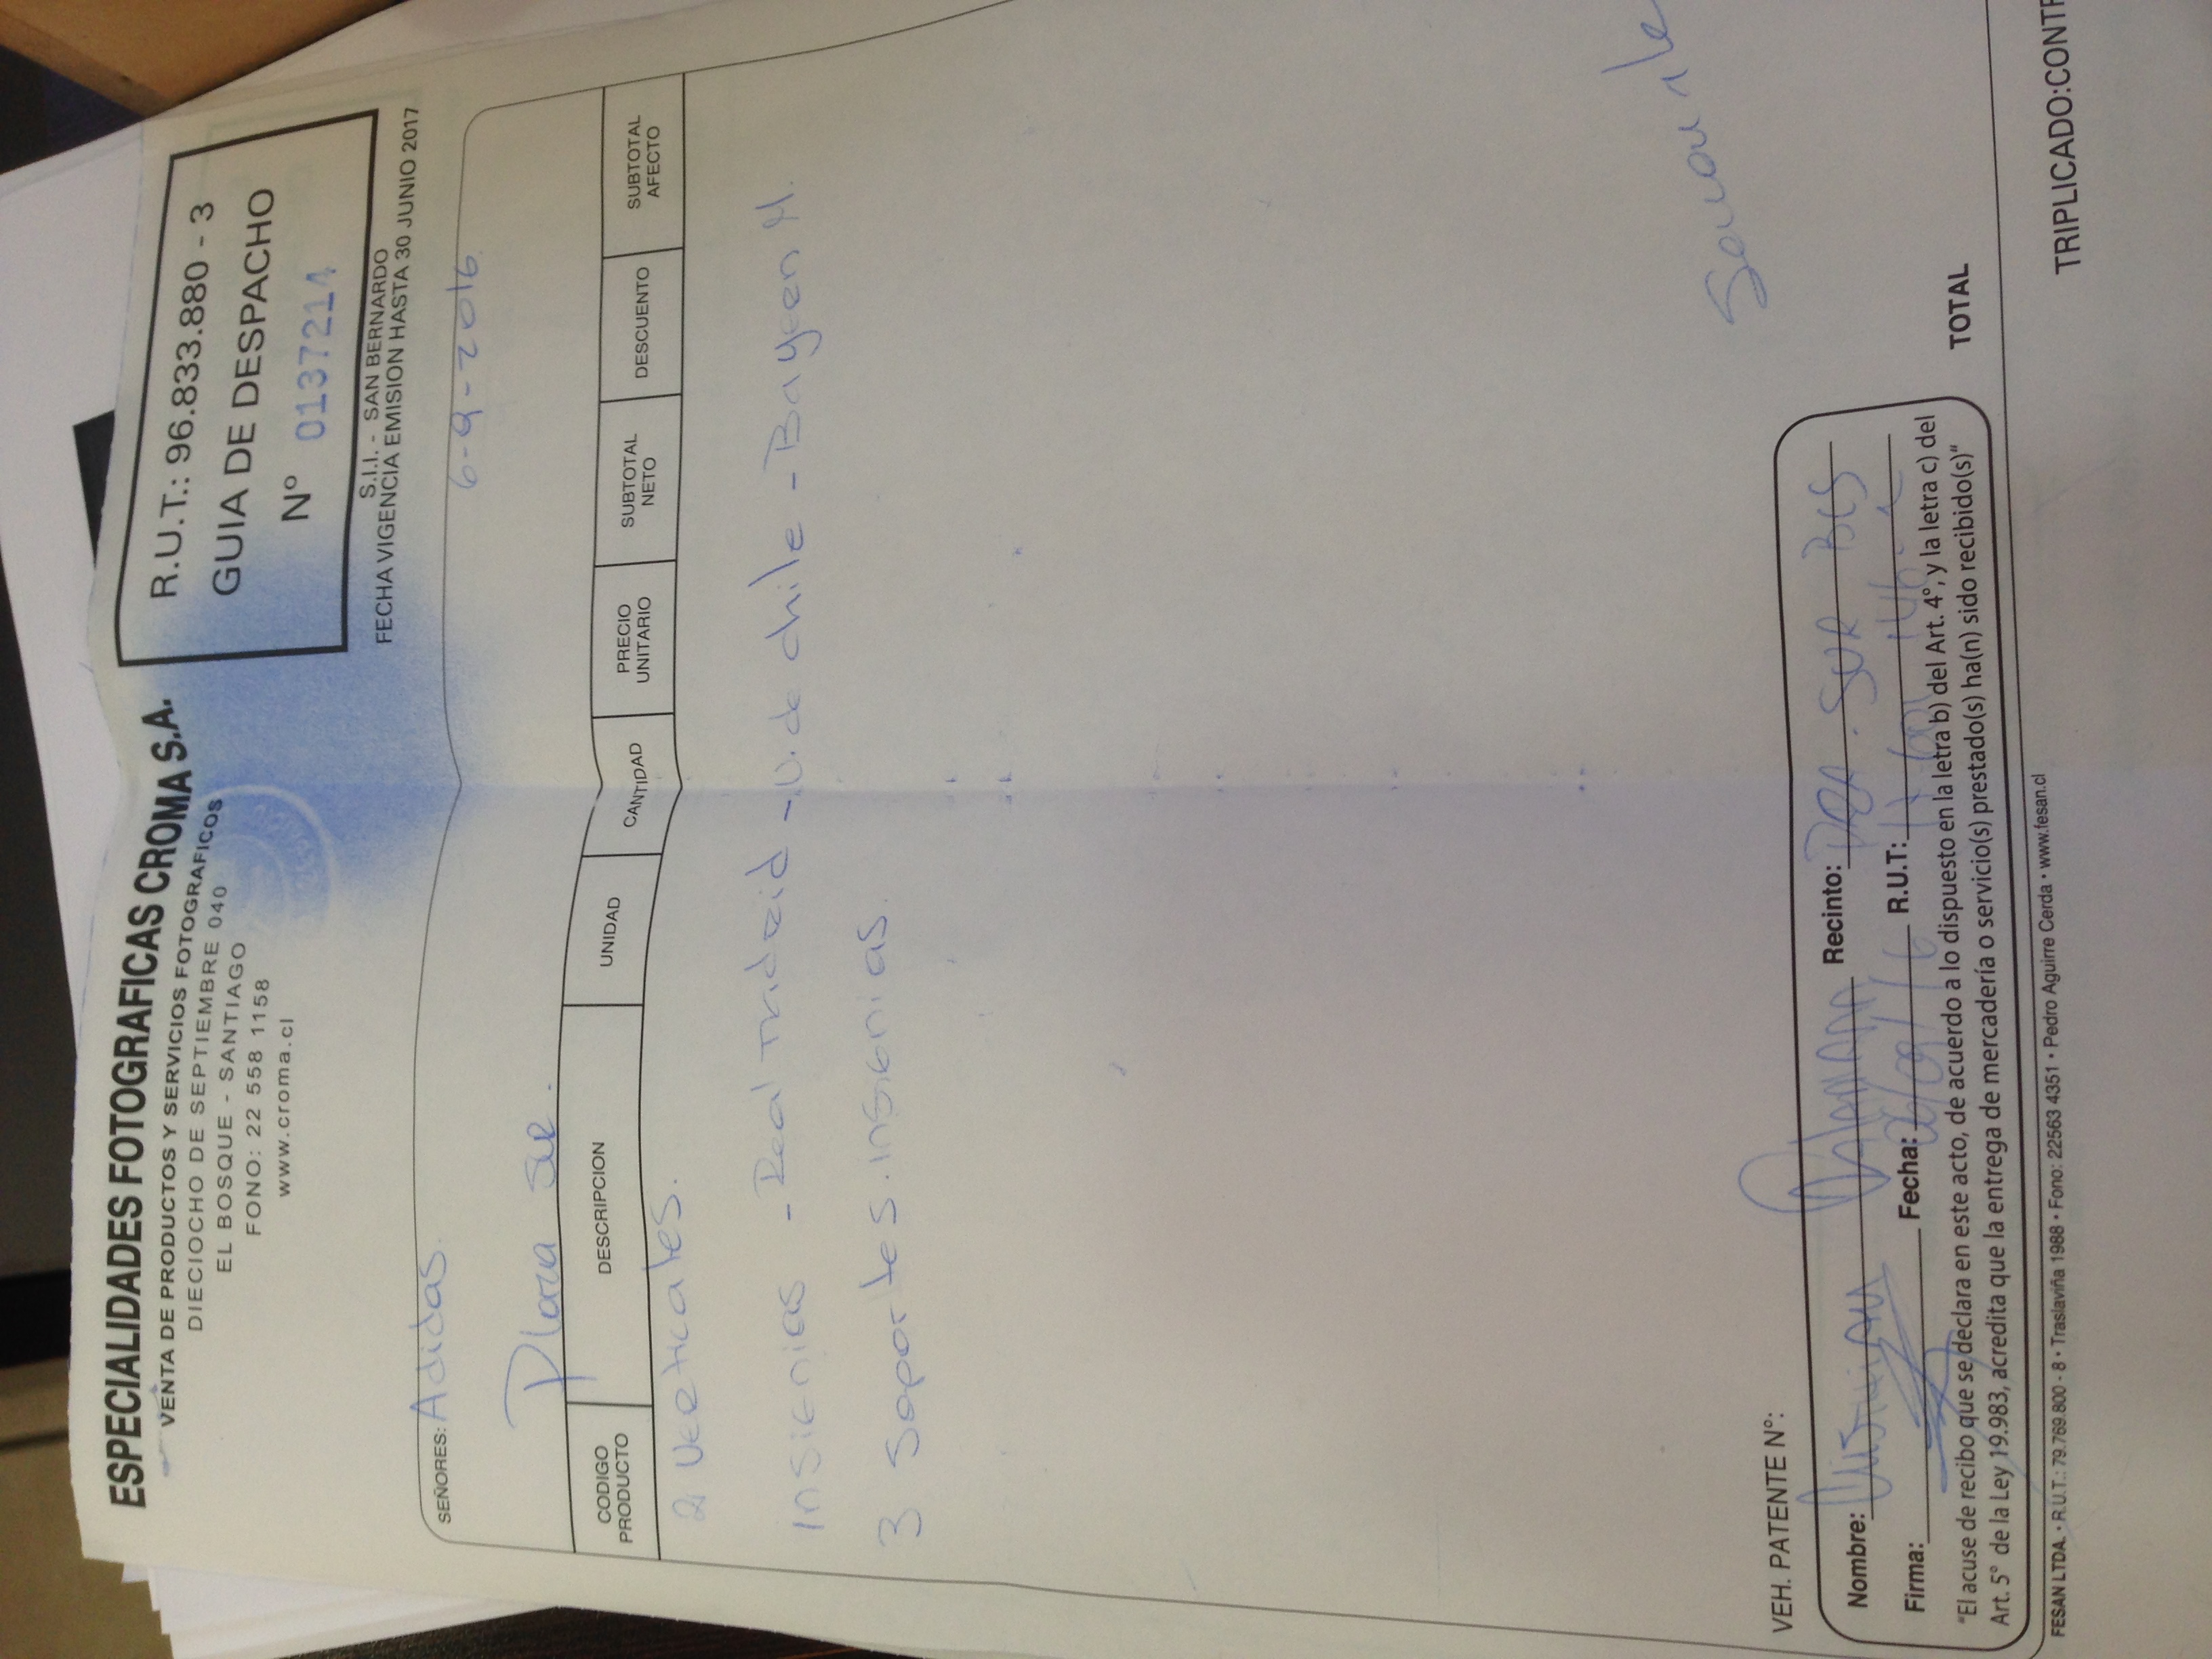 ESPECIALIDADES FOTOGRAFICAS CROMA S.A.
VENTA DE PRODUCTOS Y SERVICIOS FOTOGRAFICOS
DIECIOCHO DE SEPTIEMBRE 040
EL BOSQUE - SANTIAGO
FONO: 22 558 1158
www.croma.cl
R.U.T.: 96.833.880 - 3
GUIA DE DESPACHO
Nº 0137214
S.I.I. - SAN BERNARDO
FECHA VIGENCIA EMISION HASTA 30 JUNIO 2017
SEÑORES: Adidas.
6-9-2016.
Plaza sur.
CODIGO PRODUCTO DESCRIPCION UNIDAD CANTIDAD PRECIO UNITARIO SUBTOTAL NETO DESCUENTO SUBTOTAL AFECTO
2 Verticales.
Insignias - Real Madrid - U. de chile - Bayern M.
3 Soportes. insignias.
VEH. PATENTE Nº:
Nombre: Cristian Recinto: SUR BCS
Firma: Fecha: 06/09/16 R.U.T:
"El acuse de recibo que se declara en este acto, de acuerdo a lo dispuesto en la letra b) del Art. 4º, y la letra c) del
Art. 5º de la Ley 19.983, acredita que la entrega de mercadería o servicio(s) prestado(s) ha(n) sido recibido(s)"
TOTAL
FESAN LTDA. • R.U.T.: 79.769.800 - 8 • Traslaviña 1988 • Fono: 22563 4351 • Pedro Aguirre Cerda • www.fesan.cl
TRIPLICADO:CONT